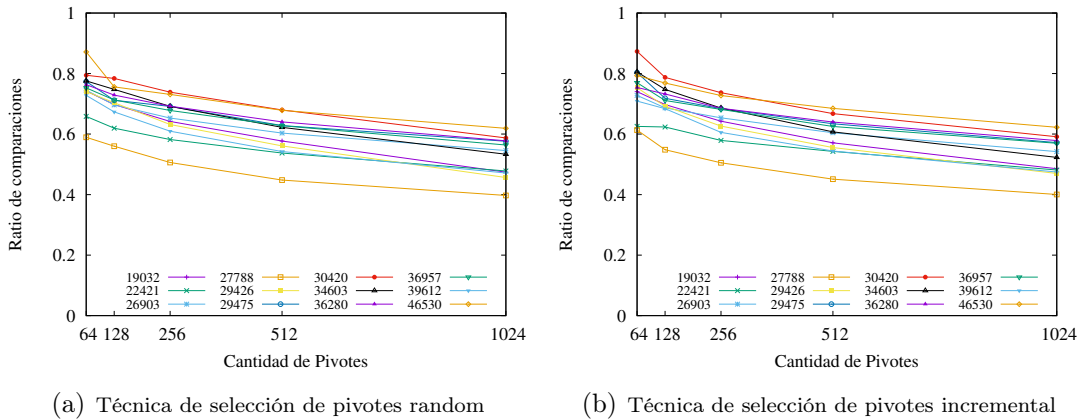 1
0.8
0.6
0.4
0.2
0
Ratio de comparaciones
19032 27788 30420 36957
22421 29426 34603 39612
26903 29475 36280 46530
64 128 256 512 1024
Cantidad de Pivotes
(a) Técnica de selección de pivotes random
1
0.8
0.6
0.4
0.2
0
Ratio de comparaciones
19032 27788 30420 36957
22421 29426 34603 39612
26903 29475 36280 46530
64 128 256 512 1024
Cantidad de Pivotes
(b) Técnica de selección de pivotes incremental